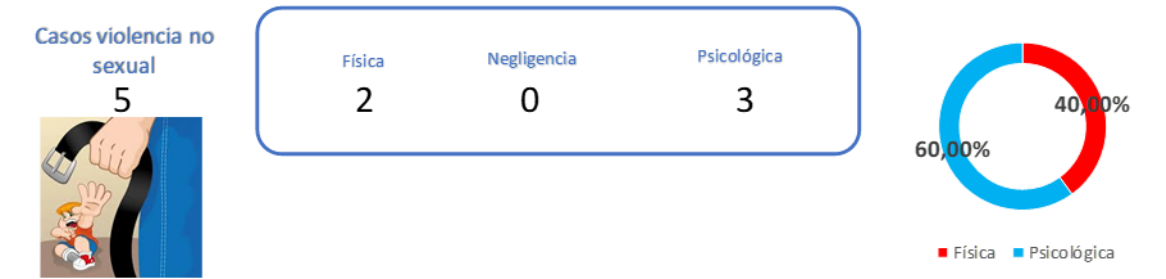 Casos violencia no
sexual
5
Física
2
Negligencia
0
Psicológica
3
40,00%
60,00%
Física
Psicológica